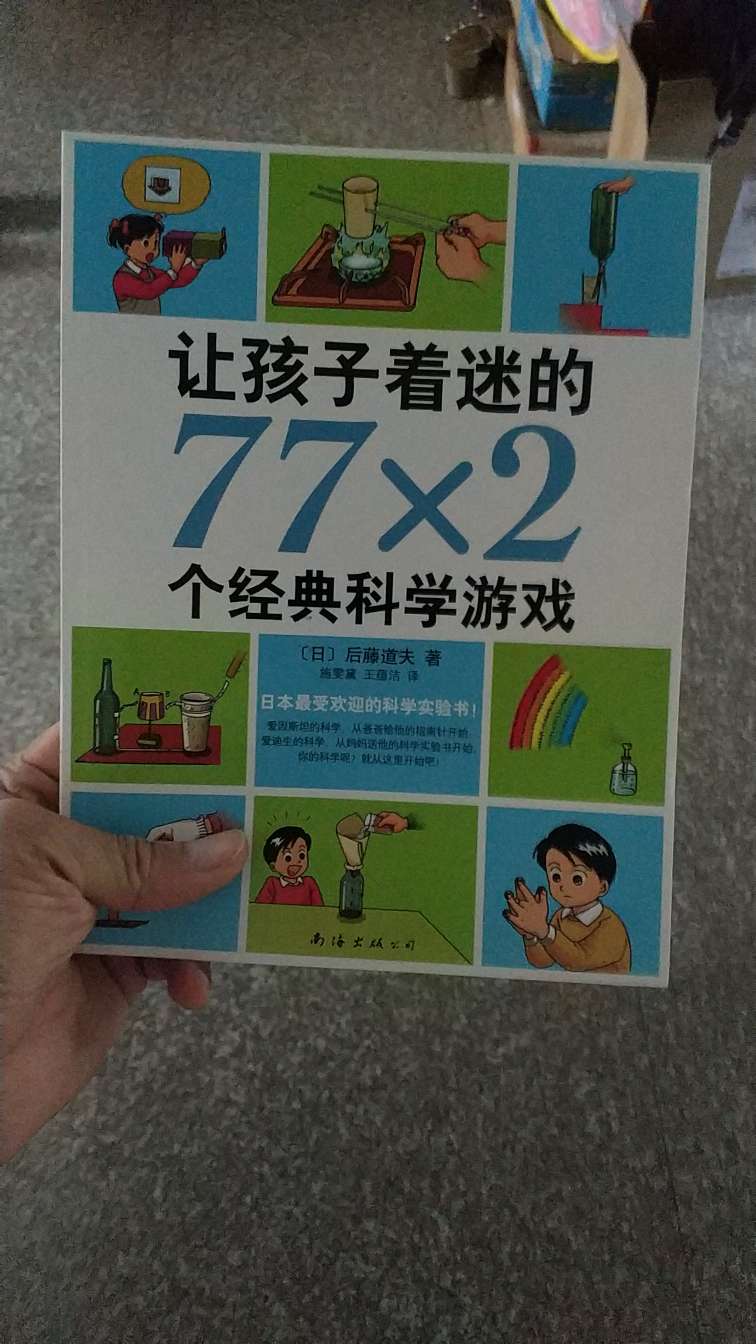 让孩子着迷的
77×2
个经典科学游戏
〔日〕后藤道夫 著
施雯黛 王蕴洁 译
日本最受欢迎的科学实验书！
爱因斯坦的科学，从爸爸给他的指南针开始，
爱迪生的科学，从妈妈送他的科学实验书开始，
你的科学呢？就从这里开始吧！
南海出版公司